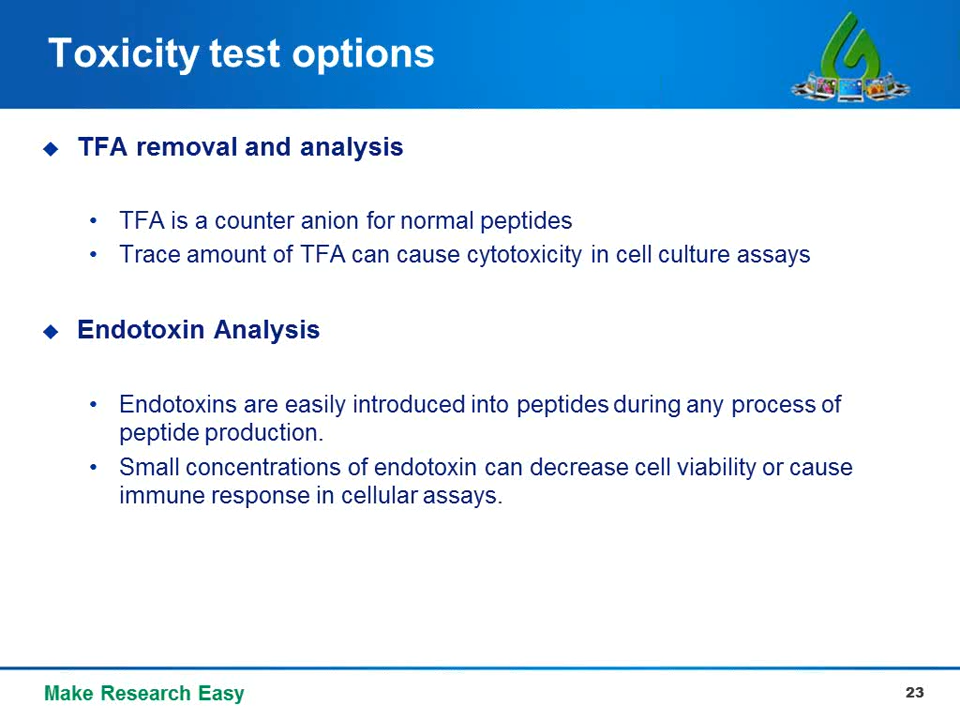 Toxicity test options
◆ TFA removal and analysis
• TFA is a counter anion for normal peptides
• Trace amount of TFA can cause cytotoxicity in cell culture assays
◆ Endotoxin Analysis
• Endotoxins are easily introduced into peptides during any process of
peptide production.
• Small concentrations of endotoxin can decrease cell viability or cause
immune response in cellular assays.
Make Research Easy
23